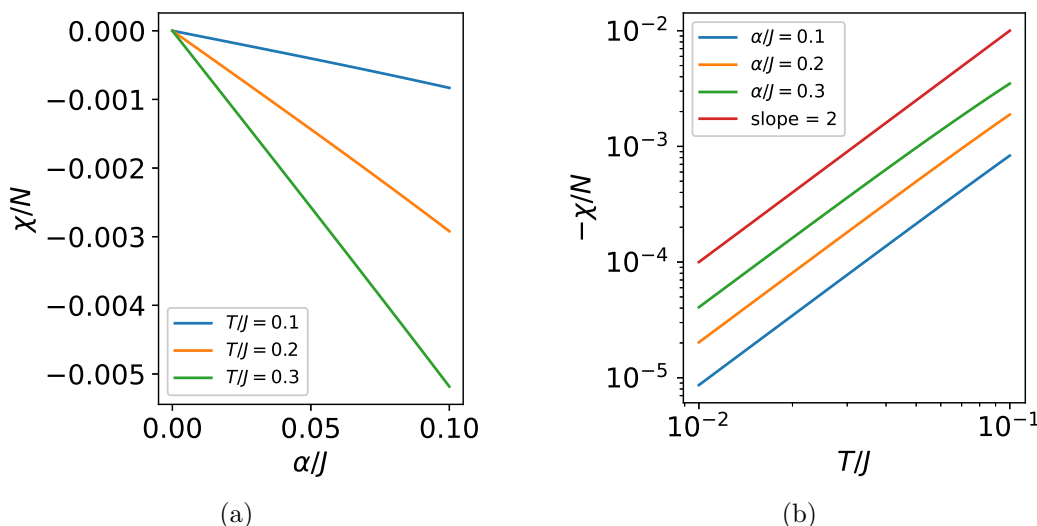 0.000
−0.001
−0.002
−0.003
−0.004
−0.005
χ/N
T/J = 0.1
T/J = 0.2
T/J = 0.3
0.00 0.05 0.10
α/J
(a)
10⁻²
10⁻³
10⁻⁴
10⁻⁵
−χ/N
α/J = 0.1
α/J = 0.2
α/J = 0.3
slope = 2
10⁻² 10⁻¹
T/J
(b)